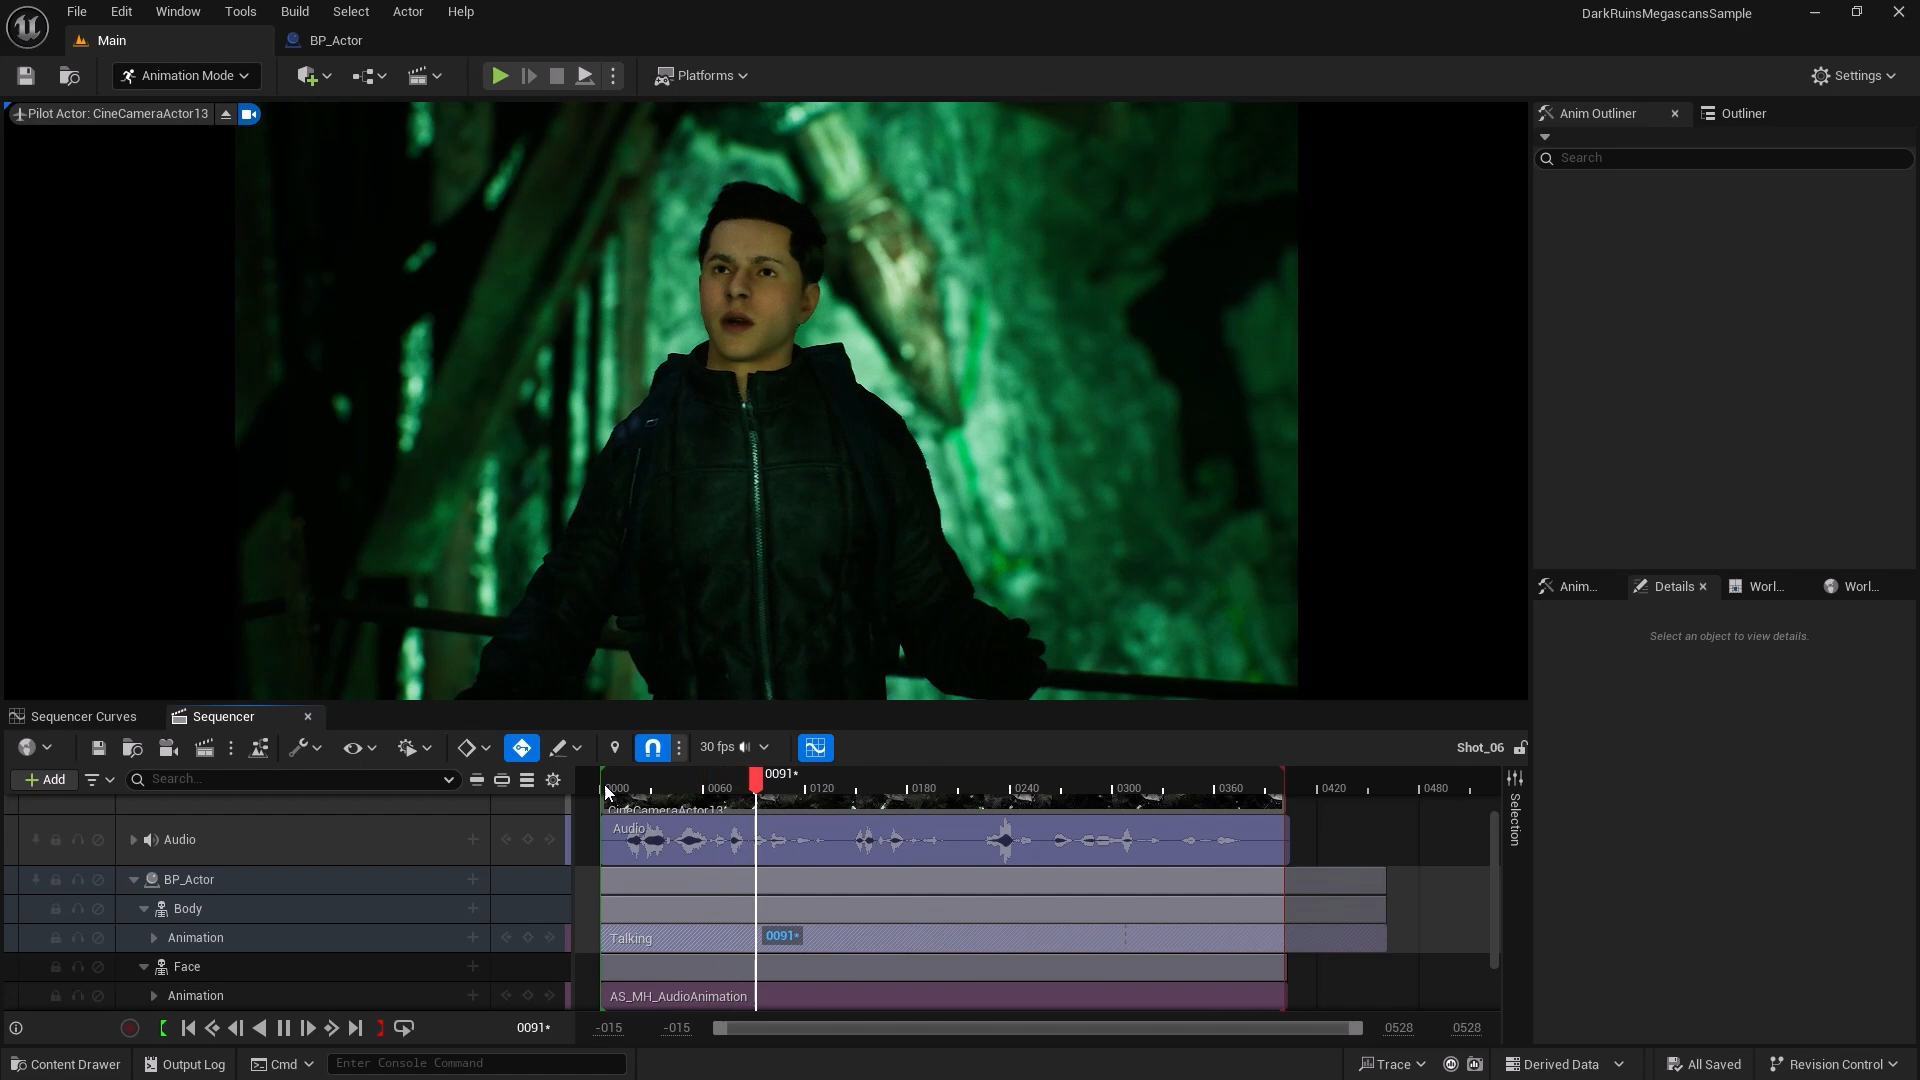 File Edit Window Tools Build Select Actor Help
DarkRuinsMegascansSample
Main
BP_Actor
Animation Mode
Platforms
Settings
Pilot Actor: CineCameraActor13
Anim Outliner
Outliner
Search
Anim...
Details
Worl...
Worl...
Select an object to view details.
Sequencer Curves
Sequencer
30 fps
Shot_06
Add
Search...
0091*
0000 0060 0120 0180 0240 0300 0360 0420 0480
CineCameraActor13
Selection
Audio
Audio
BP_Actor
Body
Animation
Talking
0091*
Face
Animation
AS_MH_AudioAnimation
0091*
-015 -015 0528 0528
Content Drawer
Output Log
Cmd
Enter Console Command
Trace
Derived Data
All Saved
Revision Control